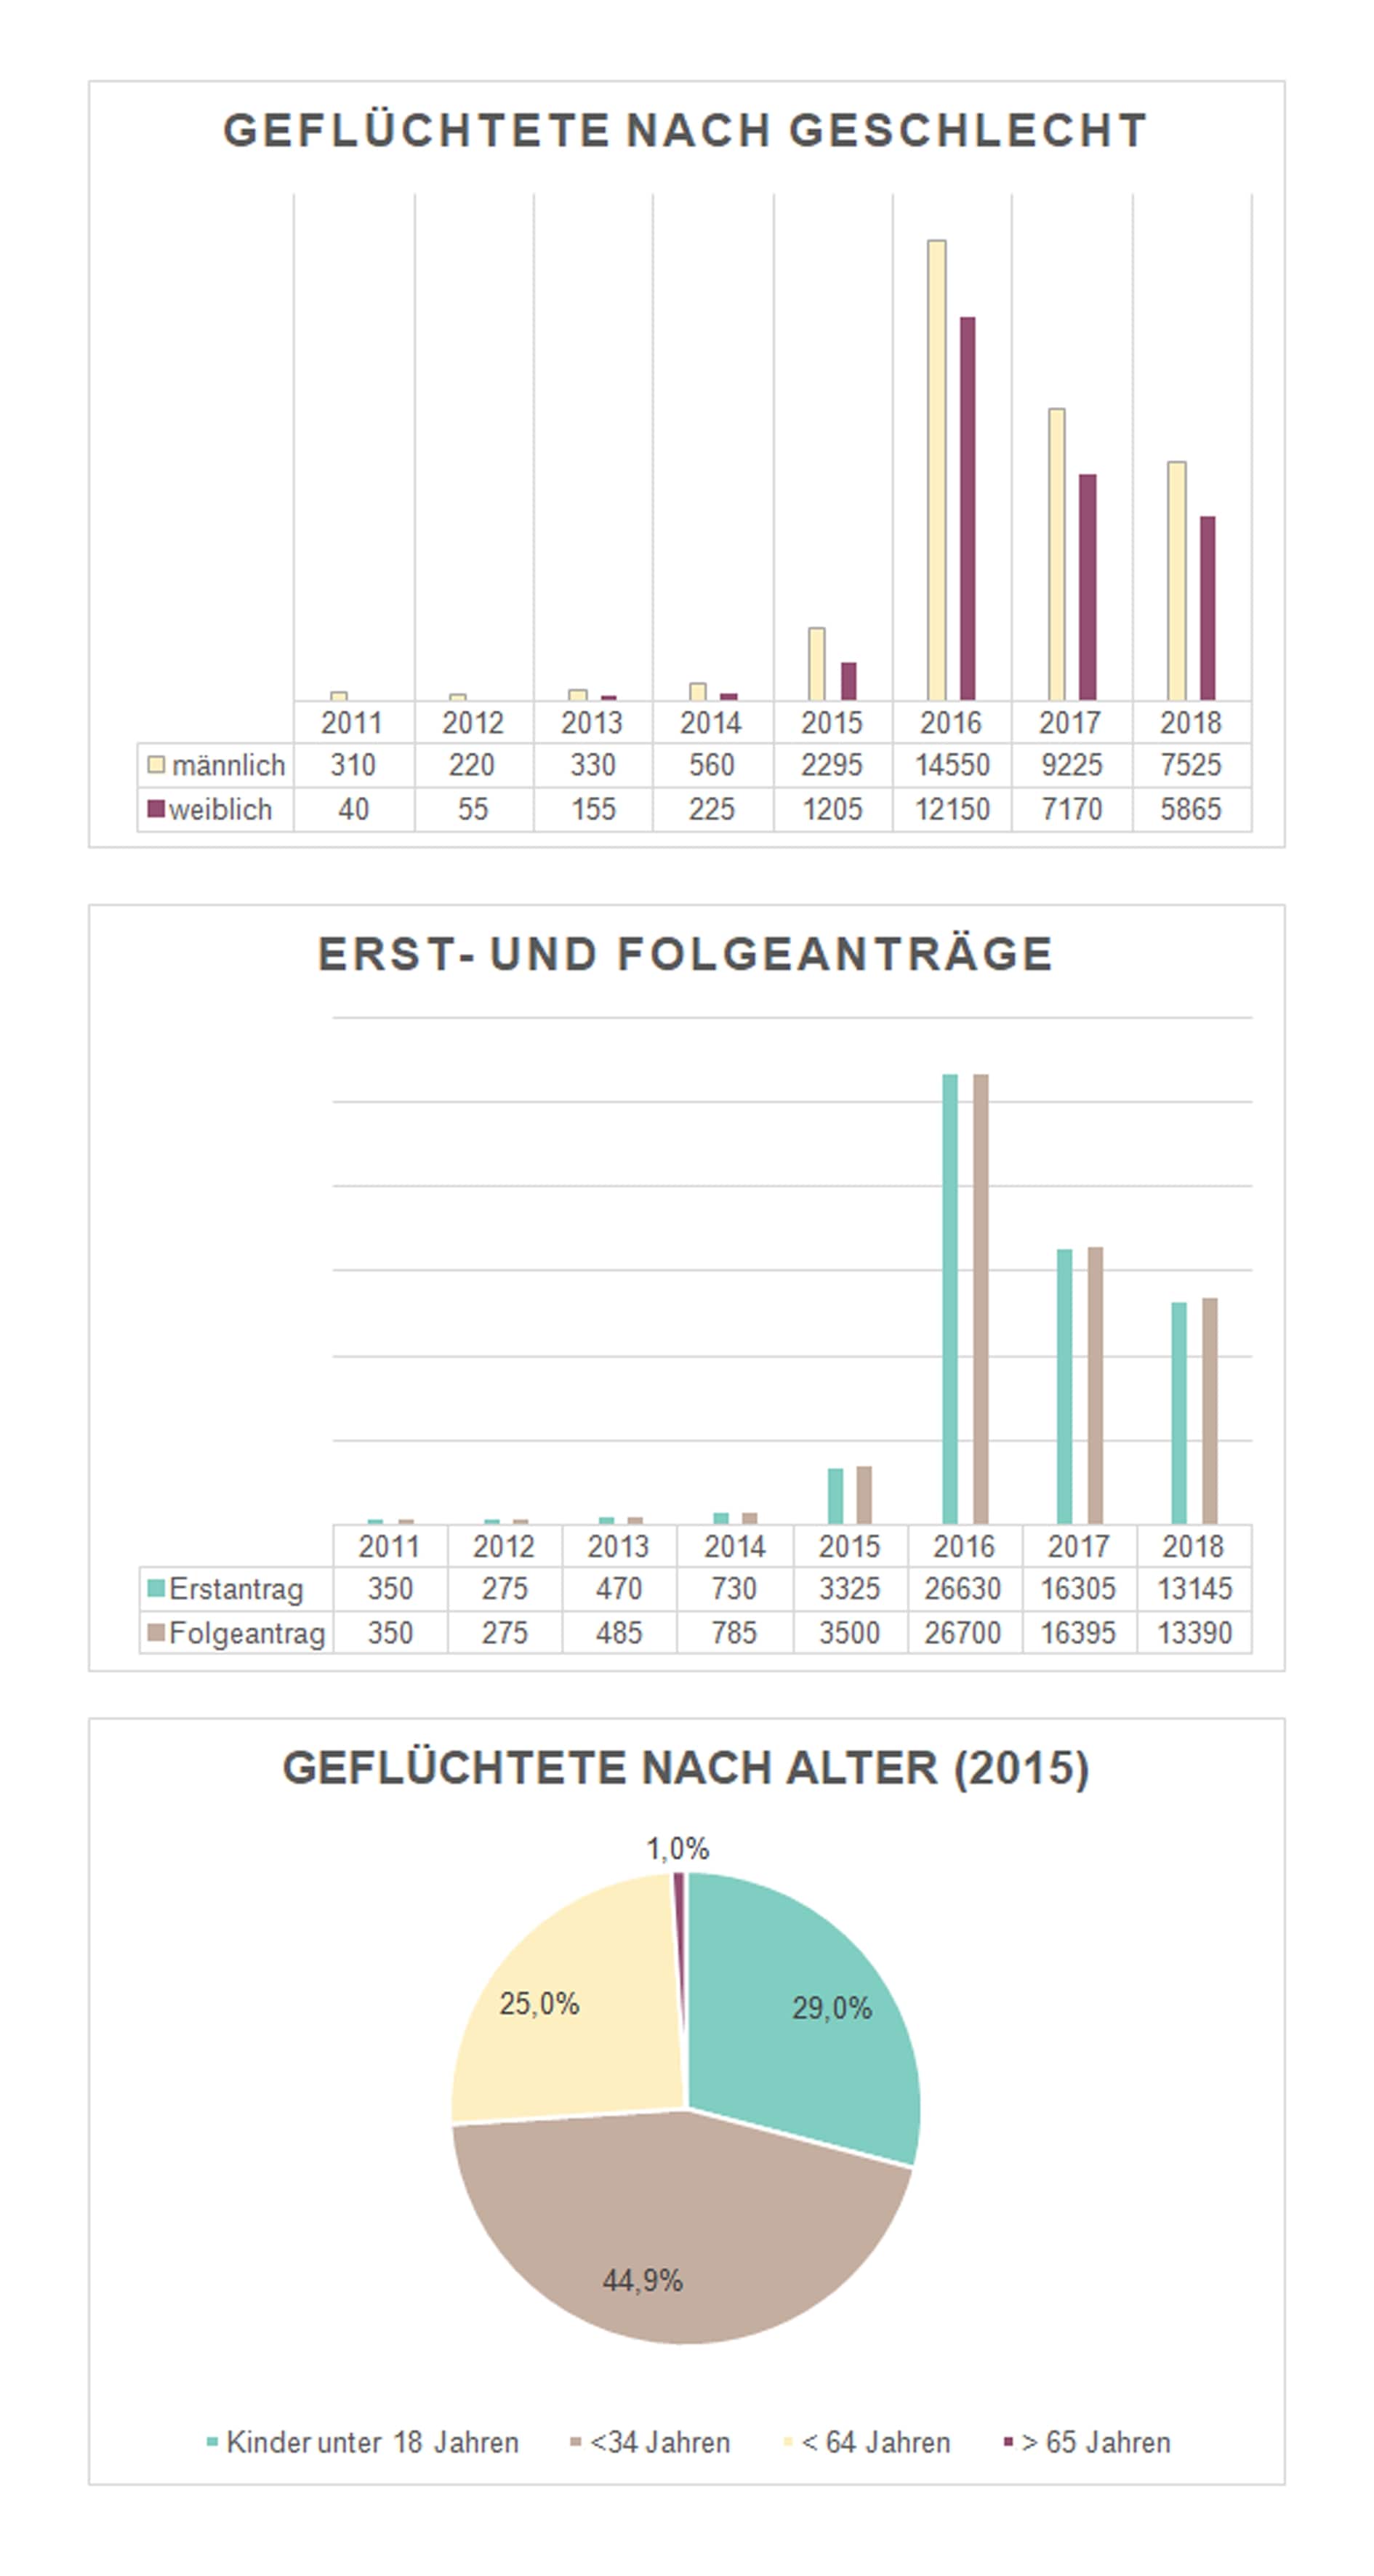 GEFLÜCHTETE NACH GESCHLECHT
2011 2012 2013 2014 2015 2016 2017 2018
männlich 310 220 330 560 2295 14550 9225 7525
weiblich 40 55 155 225 1205 12150 7170 5865
ERST- UND FOLGEANTRÄGE
2011 2012 2013 2014 2015 2016 2017 2018
Erstantrag 350 275 470 730 3325 26630 16305 13145
Folgeantrag 350 275 485 785 3500 26700 16395 13390
GEFLÜCHTETE NACH ALTER (2015)
1,0%
25,0% 29,0%
44,9%
Kinder unter 18 Jahren <34 Jahren < 64 Jahren > 65 Jahren